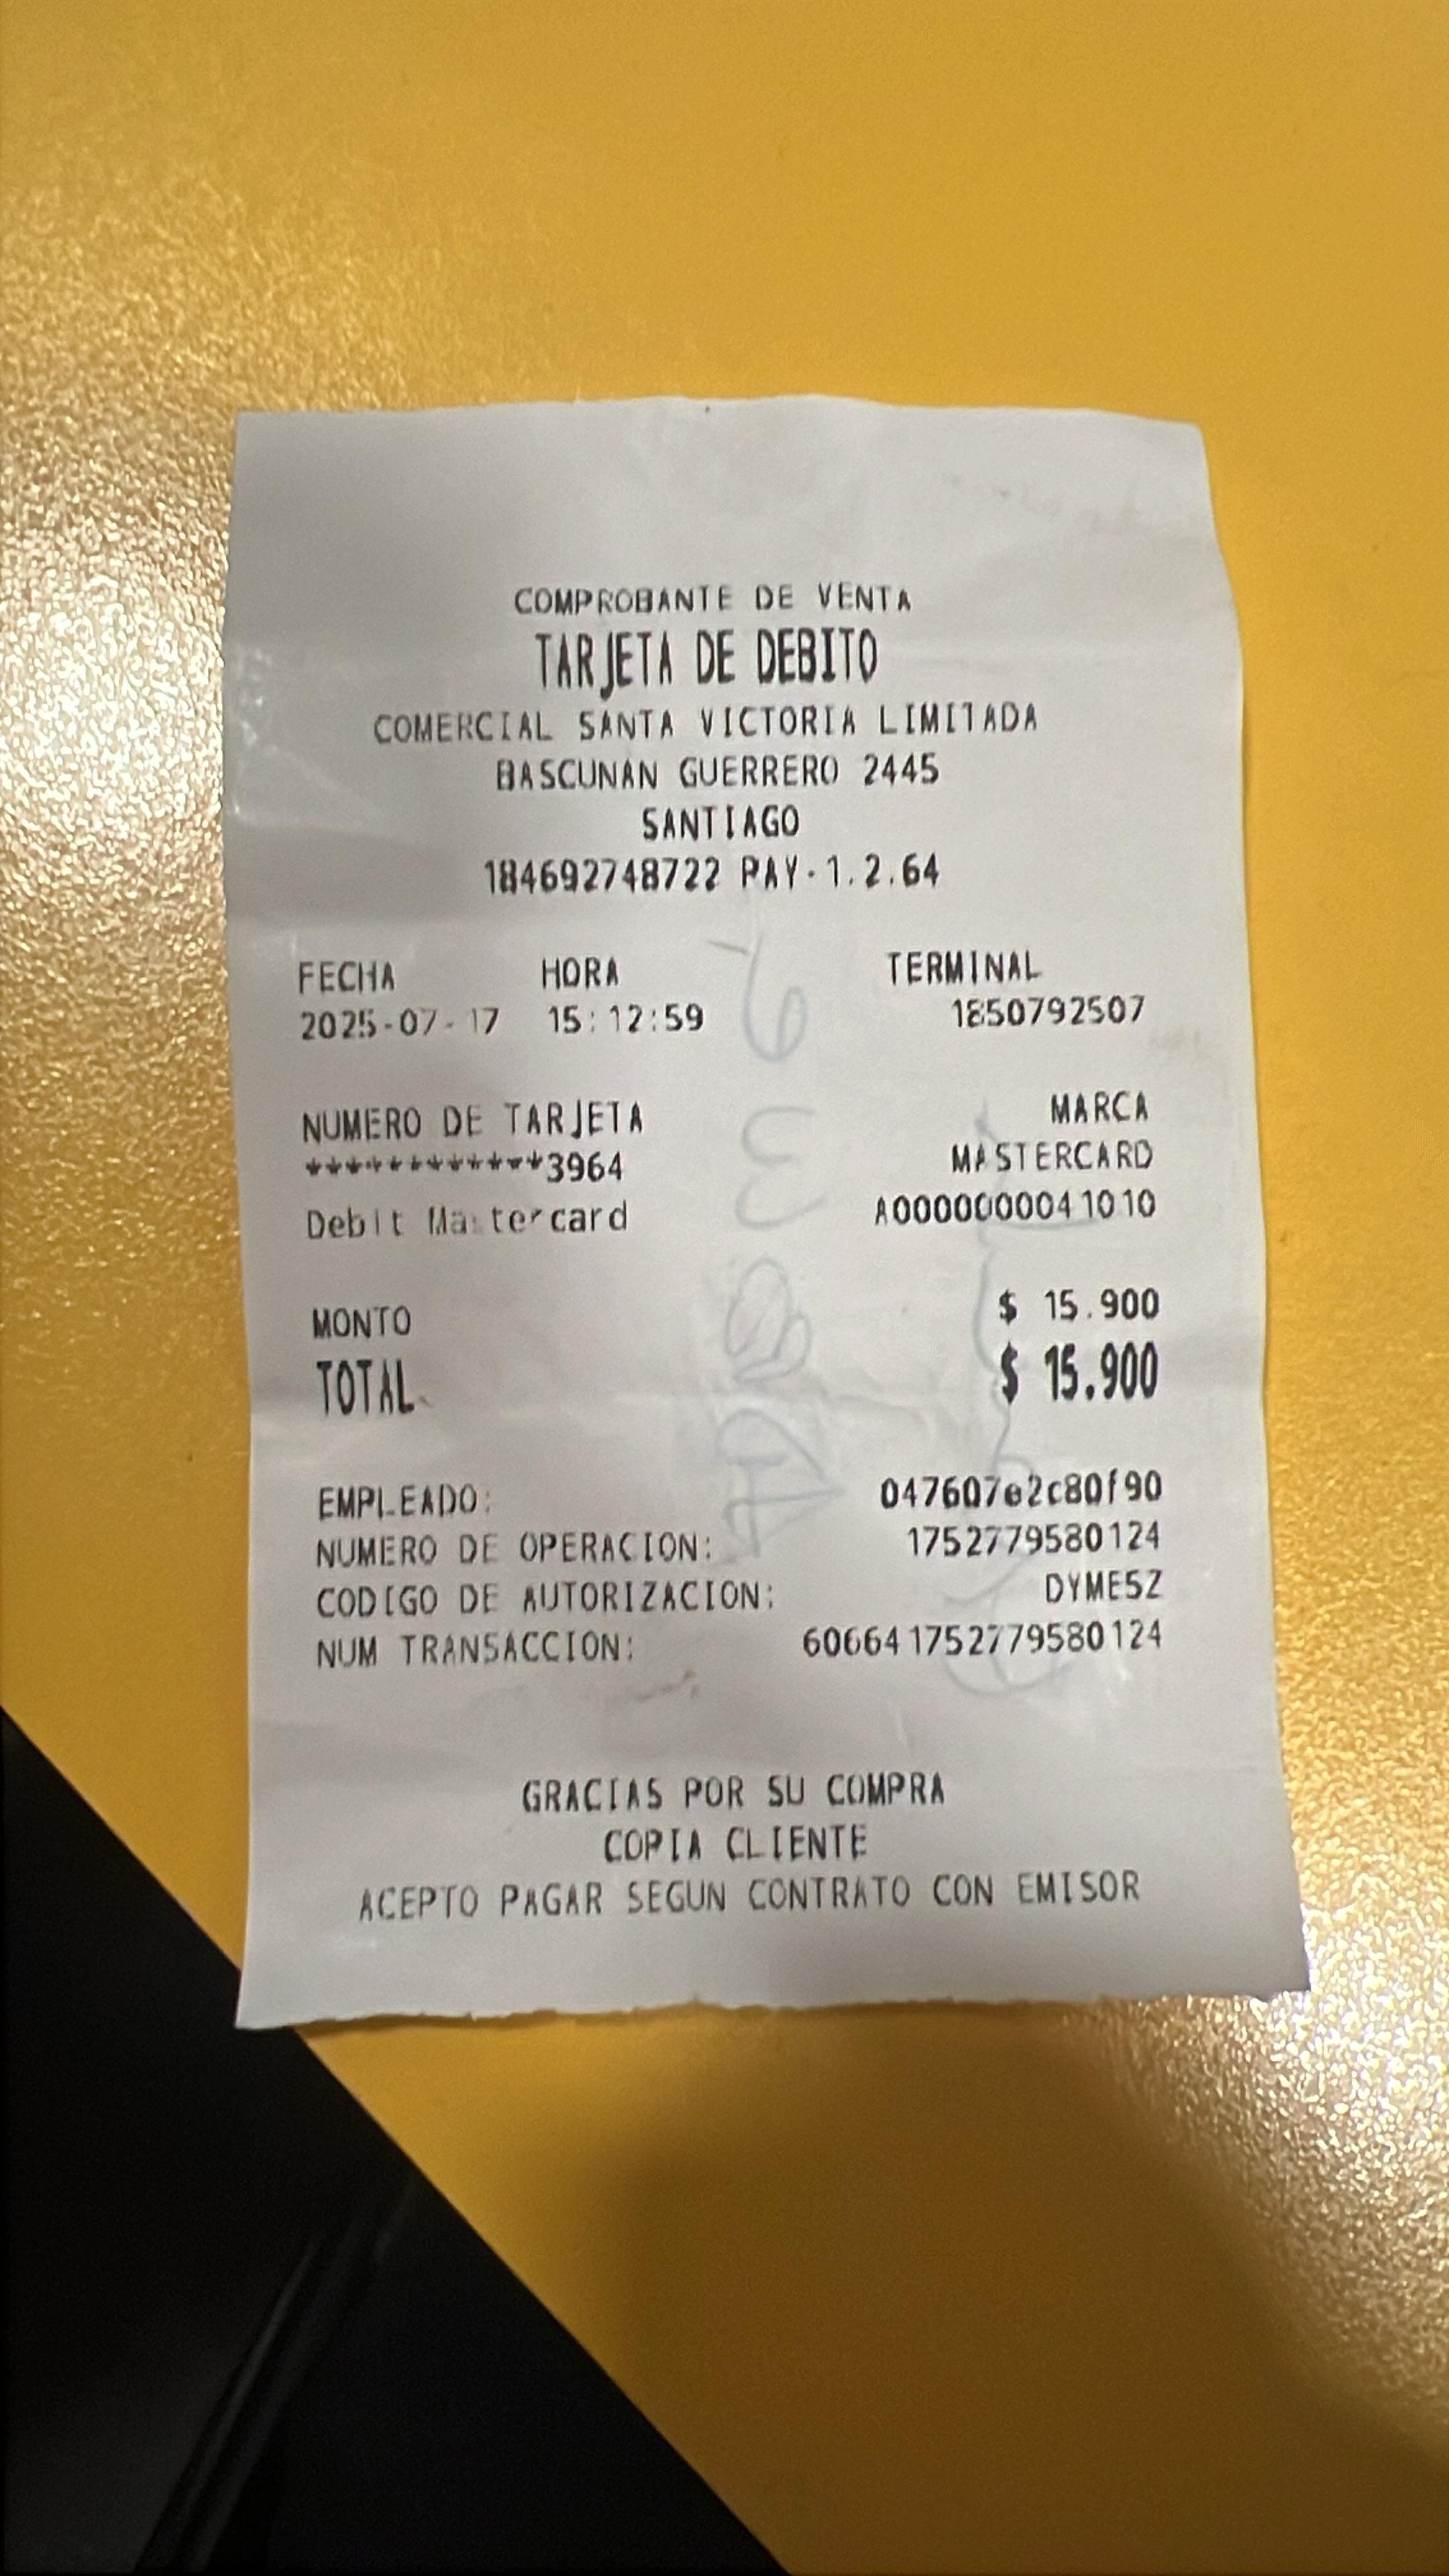 COMPROBANTE DE VENTA
TARJETA DE DEBITO
COMERCIAL SANTA VICTORIA LIMITADA
BASCUNAN GUERRERO 2445
SANTIAGO
184692748722 PAY-1.2.64
FECHA HORA TERMINAL
2025-07-17 15:12:59 1850792507
NUMERO DE TARJETA MARCA
************3964 MASTERCARD
Debit Mastercard A0000000041010
MONTO $ 15.900
TOTAL $ 15.900
EMPLEADO: 047607e2c80f90
NUMERO DE OPERACION: 1752779580124
CODIGO DE AUTORIZACION: DYME5Z
NUM TRANSACCION: 606641752779580124
GRACIAS POR SU COMPRA
COPIA CLIENTE
ACEPTO PAGAR SEGUN CONTRATO CON EMISOR